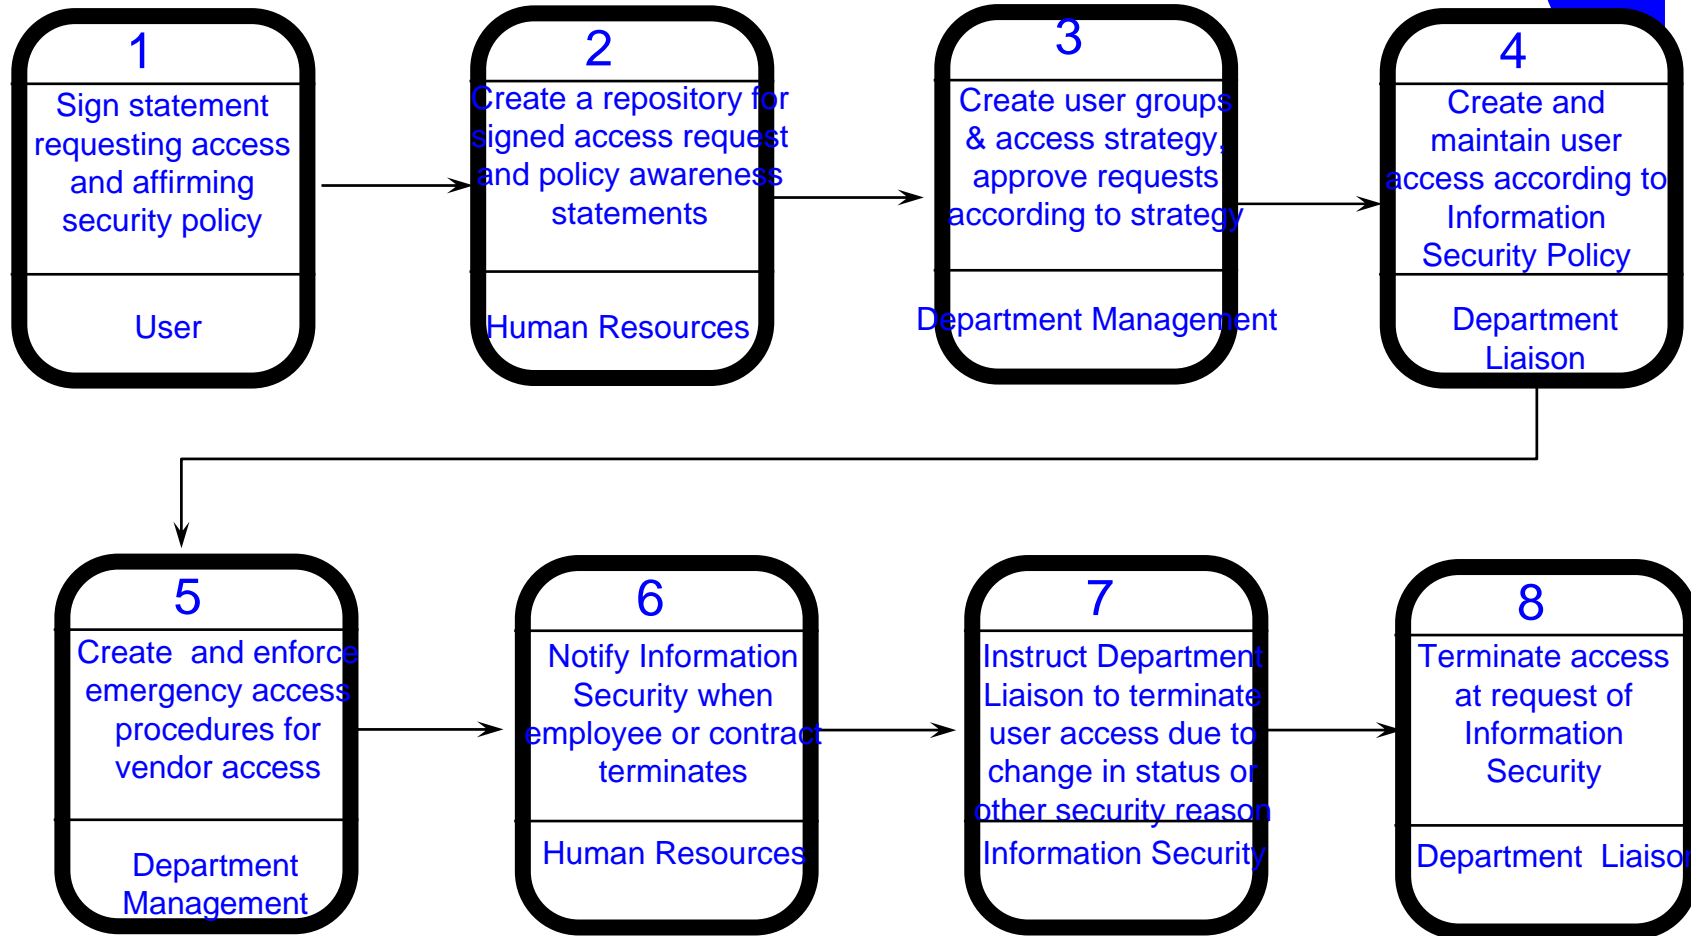 1
Sign statement
requesting access
and affirming
security policy
User
2
Create a repository for
signed access request
and policy awareness
statements
Human Resources
3
Create user groups
& access strategy,
approve requests
according to strategy
Department Management
4
Create and
maintain user
access according to
Information
Security Policy
Department
Liaison
5
Create and enforce
emergency access
procedures for
vendor access
Department
Management
6
Notify Information
Security when
employee or contract
terminates
Human Resources
7
Instruct Department
Liaison to terminate
user access due to
change in status or
other security reason
Information Security
8
Terminate access
at request of
Information
Security
Department Liaison